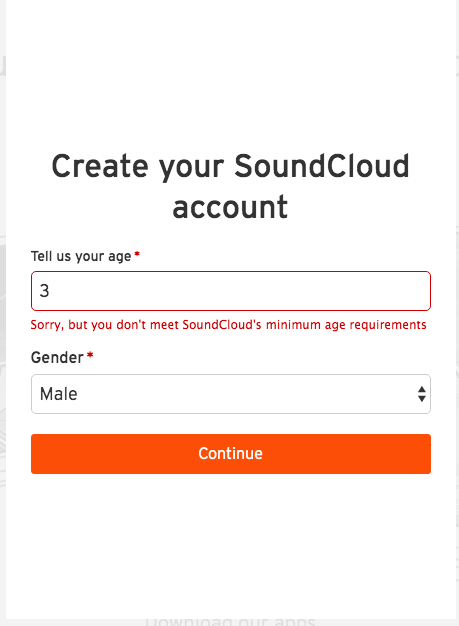 Create your SoundCloud
account
Tell us your age *
3
Sorry, but you don't meet SoundCloud's minimum age requirements
Gender *
Male
Continue
Download our apps